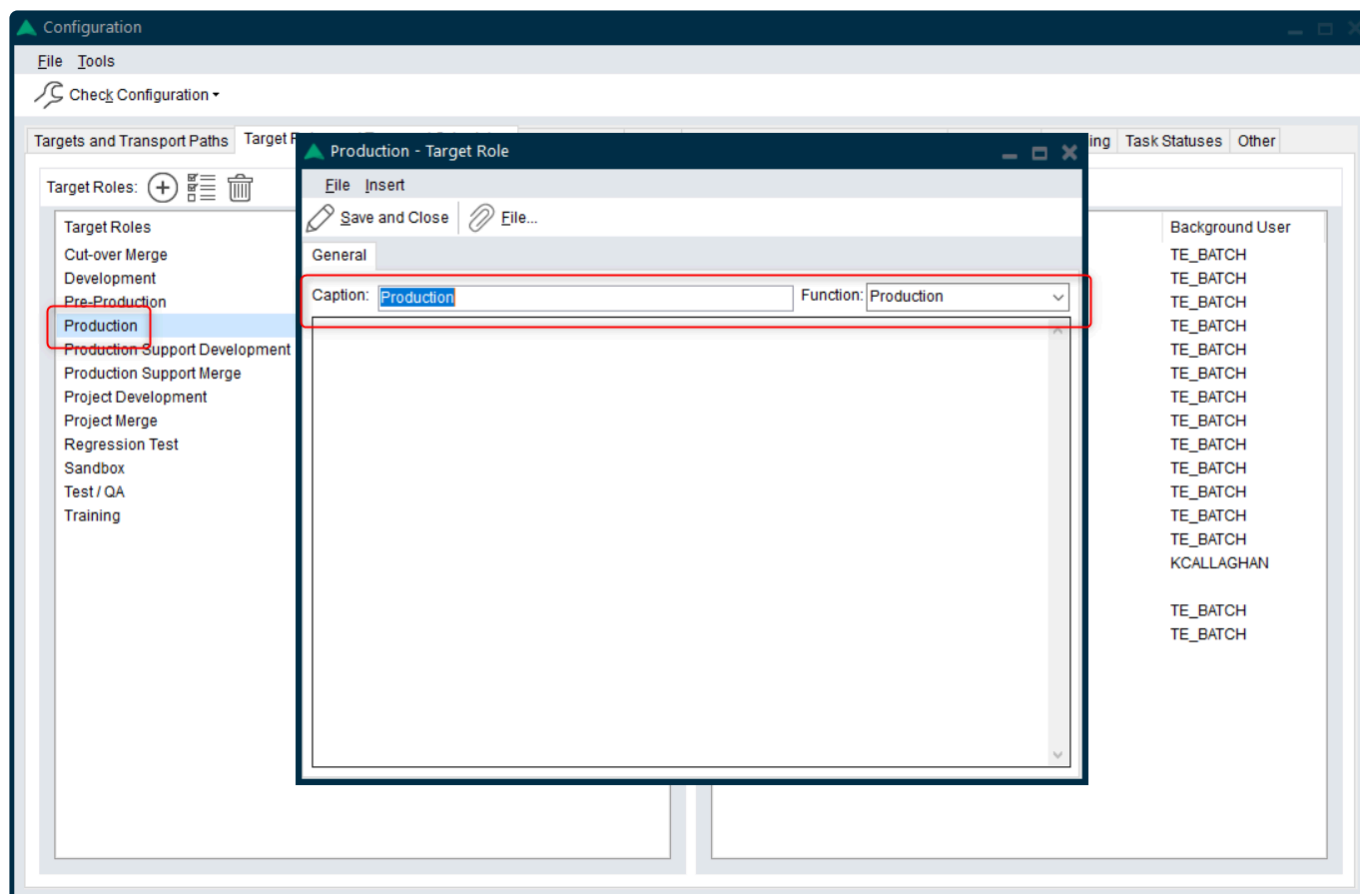 Configuration
File Tools
Check Configuration
Targets and Transport Paths Target ing Task Statuses Other
Production - Target Role
File Insert
Save and Close File...
General
Caption: Production Function: Production
Target Roles:
Target Roles
Cut-over Merge
Development
Pre-Production
Production
Production Support Development
Production Support Merge
Project Development
Project Merge
Regression Test
Sandbox
Test / QA
Training
Background User
TE_BATCH
TE_BATCH
TE_BATCH
TE_BATCH
TE_BATCH
TE_BATCH
TE_BATCH
TE_BATCH
TE_BATCH
TE_BATCH
TE_BATCH
TE_BATCH
TE_BATCH
KCALLAGHAN
TE_BATCH
TE_BATCH